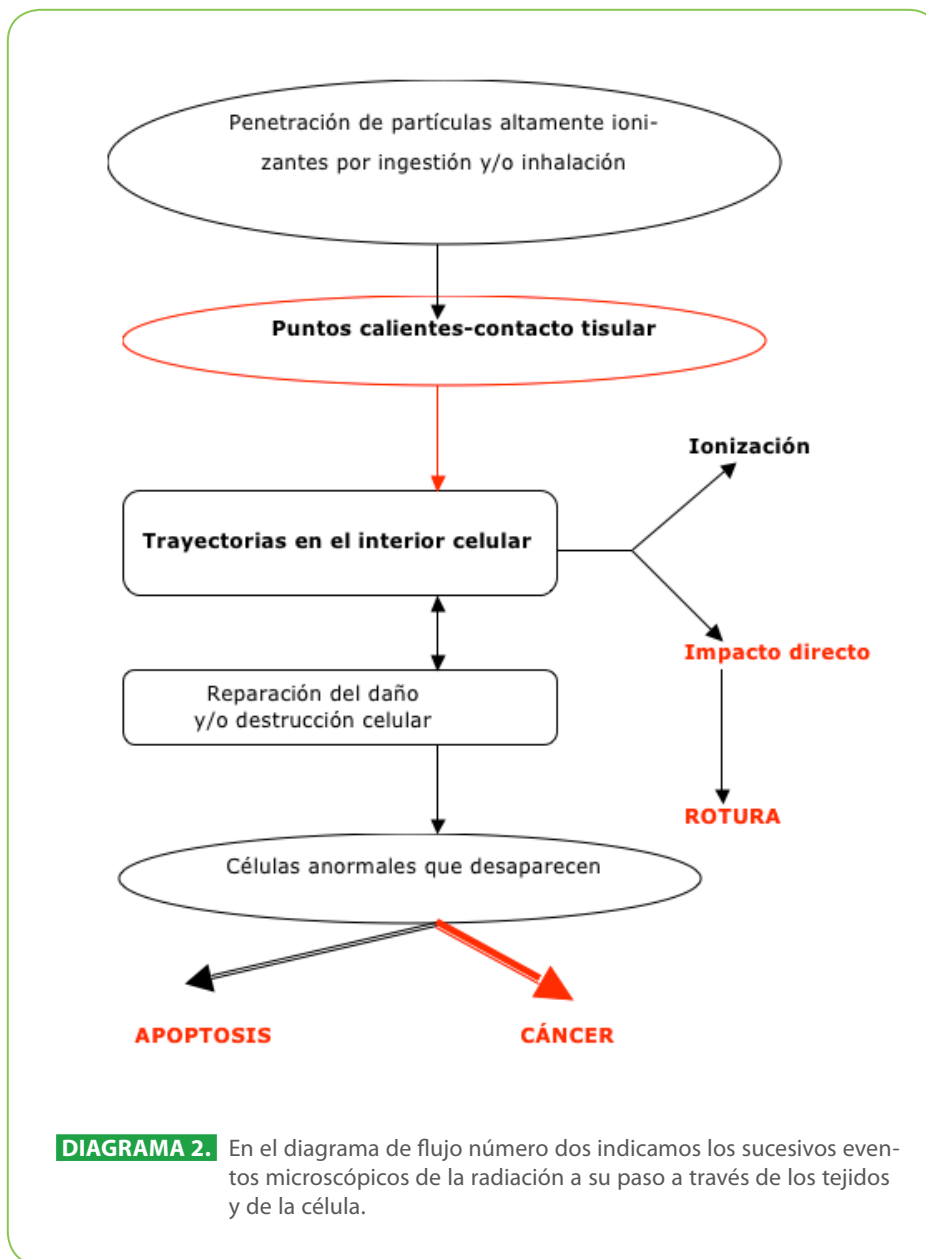 Penetración de partículas altamente ioni-
zantes por ingestión y/o inhalación
Puntos calientes-contacto tisular
Ionización
Trayectorias en el interior celular
Impacto directo
Reparación del daño
y/o destrucción celular
ROTURA
Células anormales que desaparecen
APOPTOSIS
CÁNCER
DIAGRAMA 2. En el diagrama de flujo número dos indicamos los sucesivos even-
tos microscópicos de la radiación a su paso a través de los tejidos
y de la célula.